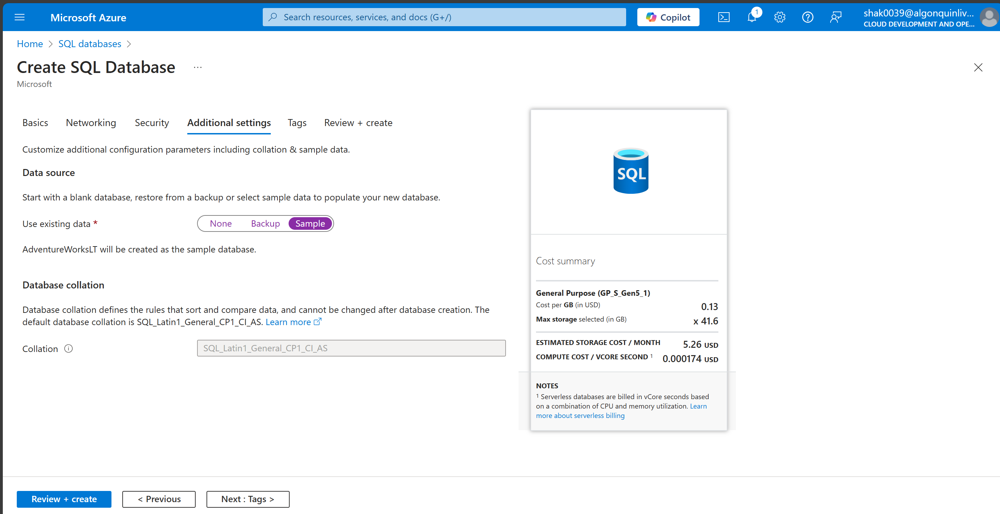 Microsoft Azure
Search resources, services, and docs (G+/)
Copilot
1
shak0039@algonquinliv...
CLOUD DEVELOPMENT AND OPE...
Home > SQL databases >
Create SQL Database ...
Microsoft
Basics Networking Security Additional settings Tags Review + create
Customize additional configuration parameters including collation & sample data.
Data source
Start with a blank database, restore from a backup or select sample data to populate your new database.
Use existing data * None Backup Sample
AdventureWorksLT will be created as the sample database.
Database collation
Database collation defines the rules that sort and compare data, and cannot be changed after database creation. The
default database collation is SQL_Latin1_General_CP1_CI_AS. Learn more
Collation SQL_Latin1_General_CP1_CI_AS
SQL
Cost summary
General Purpose (GP_S_Gen5_1)
Cost per GB (in USD) 0.13
Max storage selected (in GB) x 41.6
ESTIMATED STORAGE COST / MONTH 5.26 USD
COMPUTE COST / VCORE SECOND 1 0.000174 USD
NOTES
1 Serverless databases are billed in vCore seconds based
on a combination of CPU and memory utilization. Learn
more about serverless billing
Review + create < Previous Next : Tags >